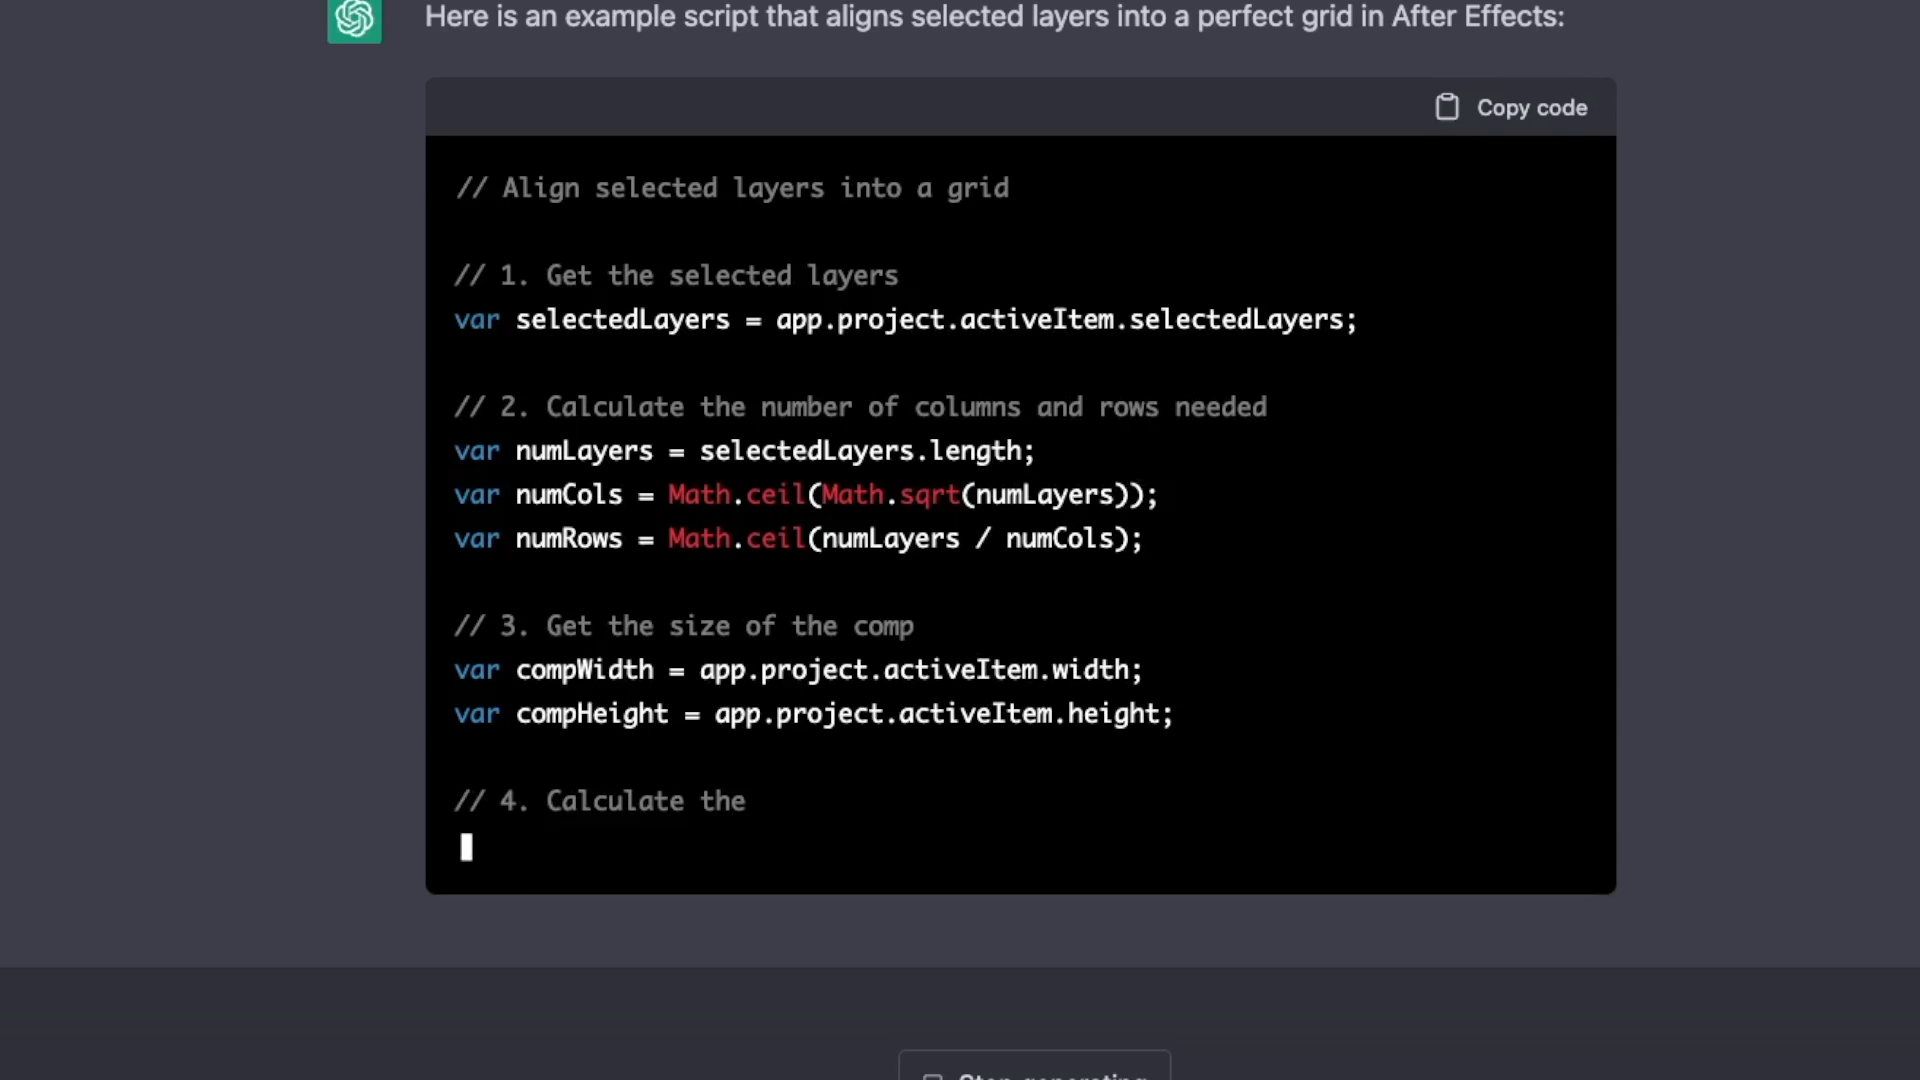 Here is an example script that aligns selected layers into a perfect grid in After Effects:
Copy code
// Align selected layers into a grid
// 1. Get the selected layers
var selectedLayers = app.project.activeItem.selectedLayers;
// 2. Calculate the number of columns and rows needed
var numLayers = selectedLayers.length;
var numCols = Math.ceil(Math.sqrt(numLayers));
var numRows = Math.ceil(numLayers / numCols);
// 3. Get the size of the comp
var compWidth = app.project.activeItem.width;
var compHeight = app.project.activeItem.height;
// 4. Calculate the
Stop generating